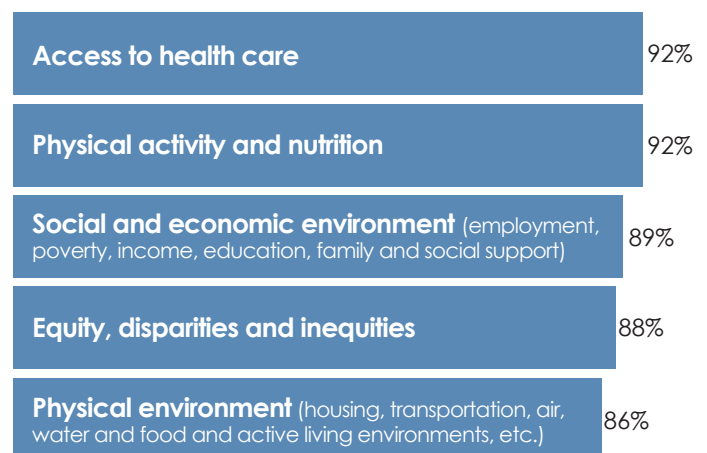 Access to health care 92%
Physical activity and nutrition 92%
Social and economic environment (employment,
poverty, income, education, family and social support) 89%
Equity, disparities and inequities 88%
Physical environment (housing, transportation, air,
water and food and active living environments, etc.) 86%